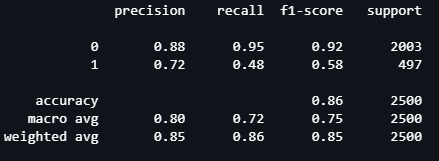 precision recall f1-score support
0 0.88 0.95 0.92 2003
1 0.72 0.48 0.58 497
accuracy 0.86 2500
macro avg 0.80 0.72 0.75 2500
weighted avg 0.85 0.86 0.85 2500